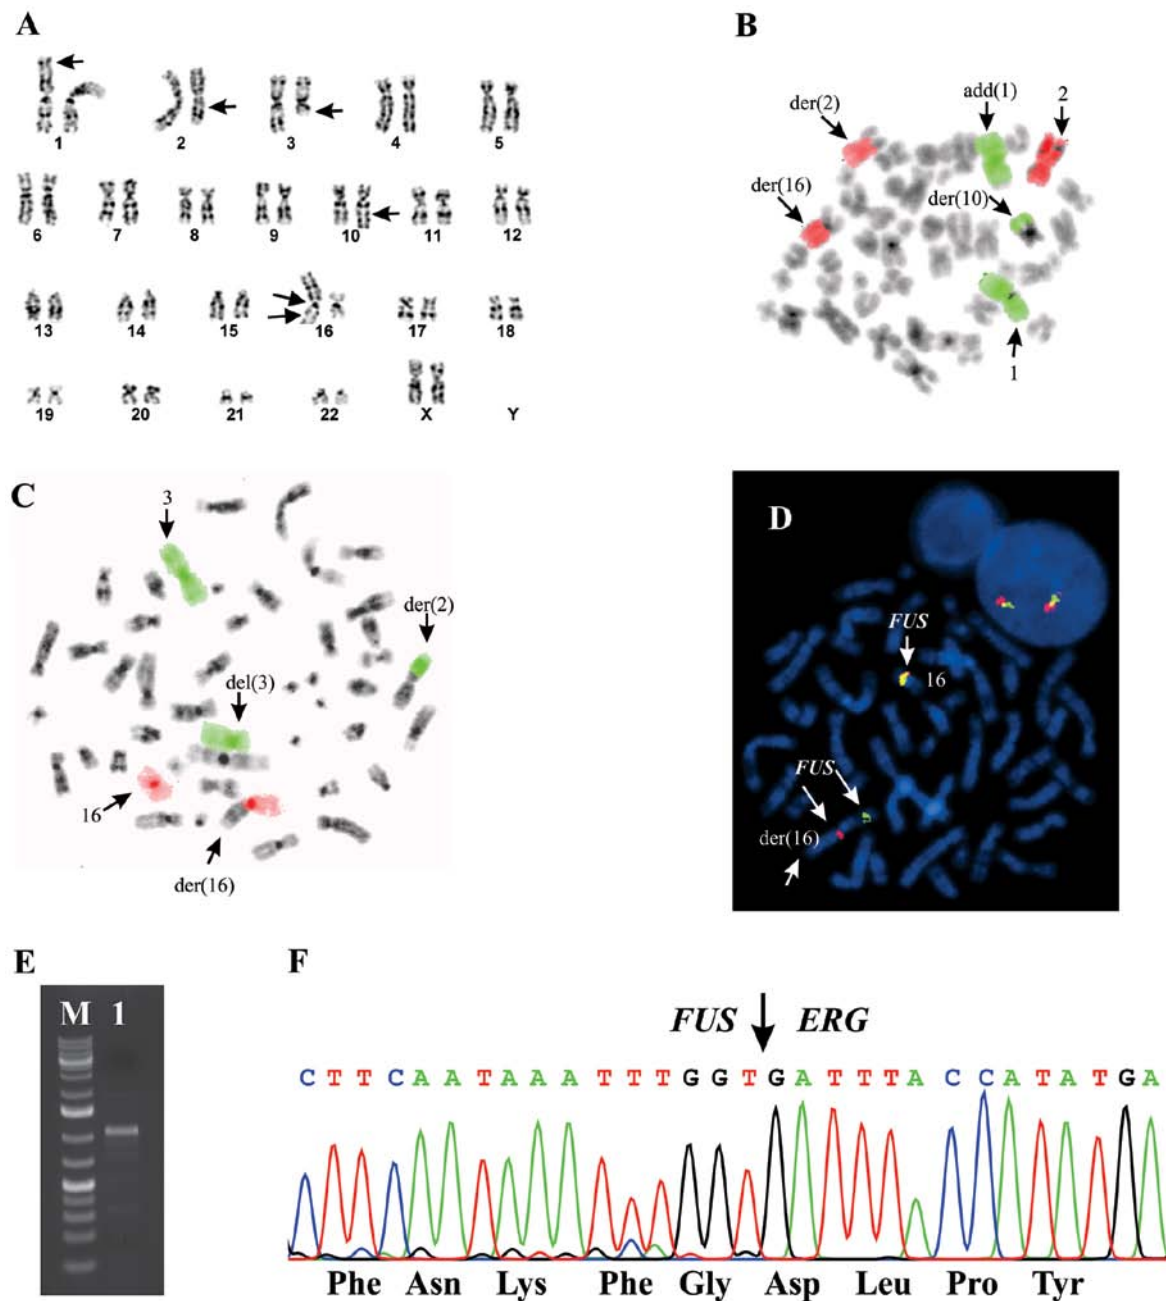 A
1 2 3 4 5
6 7 8 9 10 11 12
13 14 15 16 17 18
19 20 21 22 X Y
B
der(2)
add(1)
2
der(16)
der(10)
1
C
3
der(2)
del(3)
16
der(16)
D
FUS
16
FUS
der(16)
E
M 1
F
FUS ERG
CTTCAATAAATTTGGTGATTTACCATATGA
Phe Asn Lys Phe Gly Asp Leu Pro Tyr